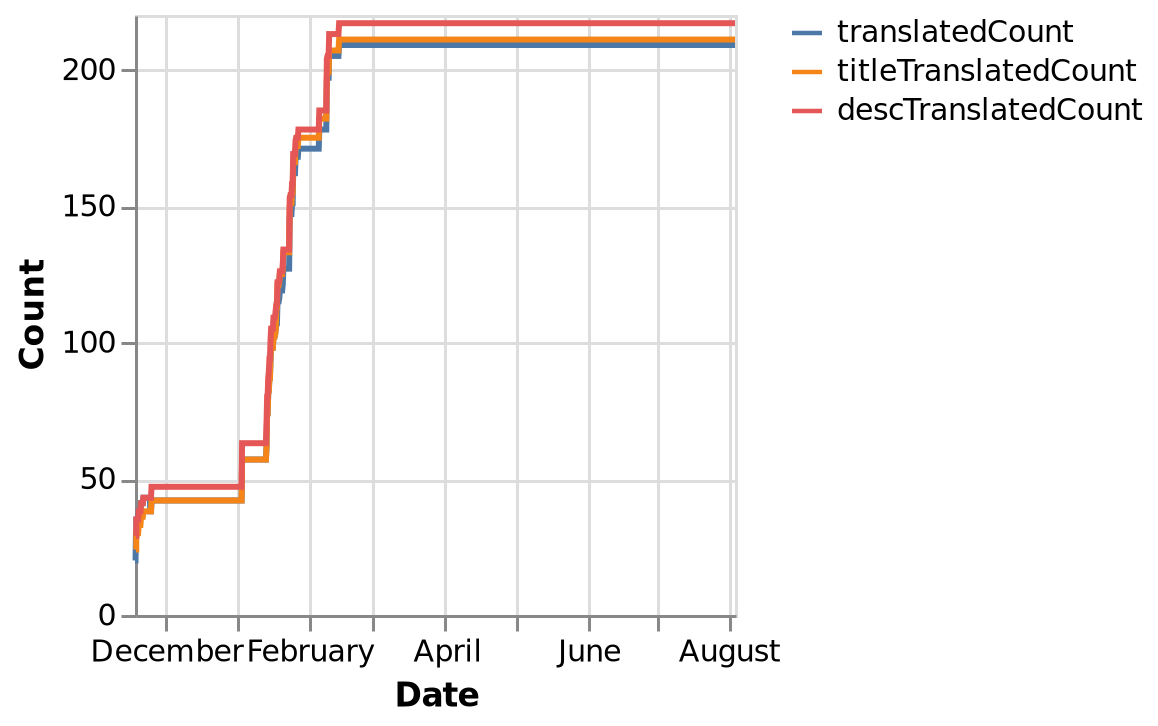 translatedCount
titleTranslatedCount
descTranslatedCount
200
150
100
50
0
Count
December February April June August
Date